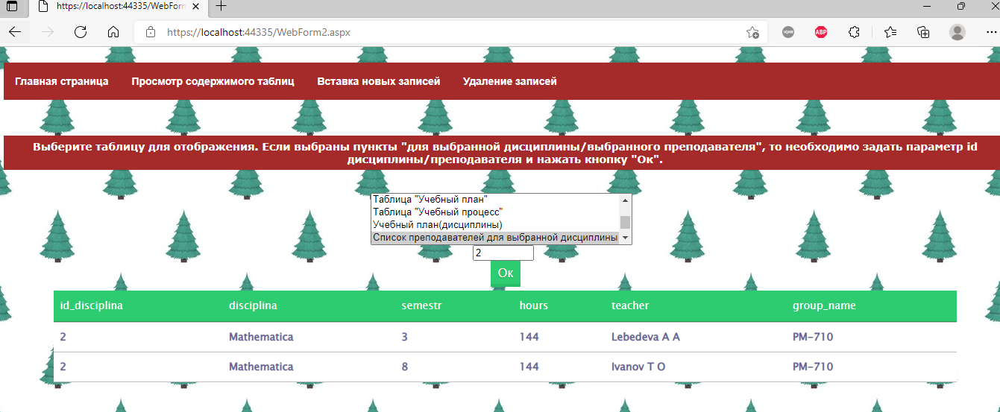 https://localhost:44335/WebForm
https://localhost:44335/WebForm2.aspx
ABP
Главная страница Просмотр содержимого таблиц Вставка новых записей Удаление записей
Выберите таблицу для отображения. Если выбраны пункты "для выбранной дисциплины/выбранного преподавателя", то необходимо задать параметр id
дисциплины/преподавателя и нажать кнопку "Ок".
Таблица "Учебный план"
Таблица "Учебный процесс"
Учебный план(дисциплины)
Список преподавателей для выбранной дисциплины
2
Ок
id_disciplina disciplina semestr hours teacher group_name
2 Mathematica 3 144 Lebedeva A A PM-710
2 Mathematica 8 144 Ivanov T O PM-710